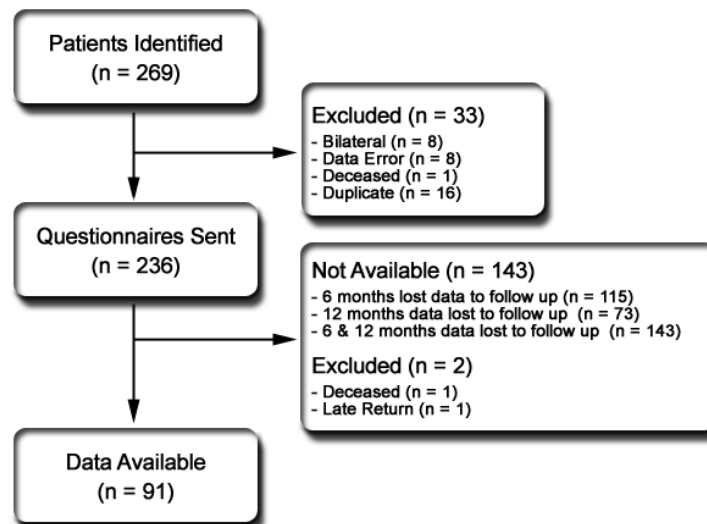 Patients Identified
(n = 269)
Excluded (n = 33)
- Bilateral (n = 8)
- Data Error (n = 8)
- Deceased (n = 1)
- Duplicate (n = 16)
Questionnaires Sent
(n = 236)
Not Available (n = 143)
- 6 months lost data to follow up (n = 115)
- 12 months data lost to follow up (n = 73)
- 6 & 12 months data lost to follow up (n = 143)
Excluded (n = 2)
- Deceased (n = 1)
- Late Return (n = 1)
Data Available
(n = 91)